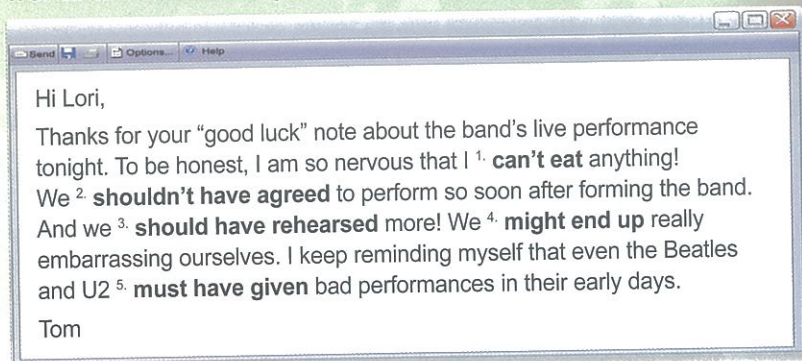 Send Options... Help
Hi Lori,
Thanks for your “good luck” note about the band’s live performance
tonight. To be honest, I am so nervous that I 1. can’t eat anything!
We 2. shouldn’t have agreed to perform so soon after forming the band.
And we 3. should have rehearsed more! We 4. might end up really
embarrassing ourselves. I keep reminding myself that even the Beatles
and U2 5. must have given bad performances in their early days.
Tom